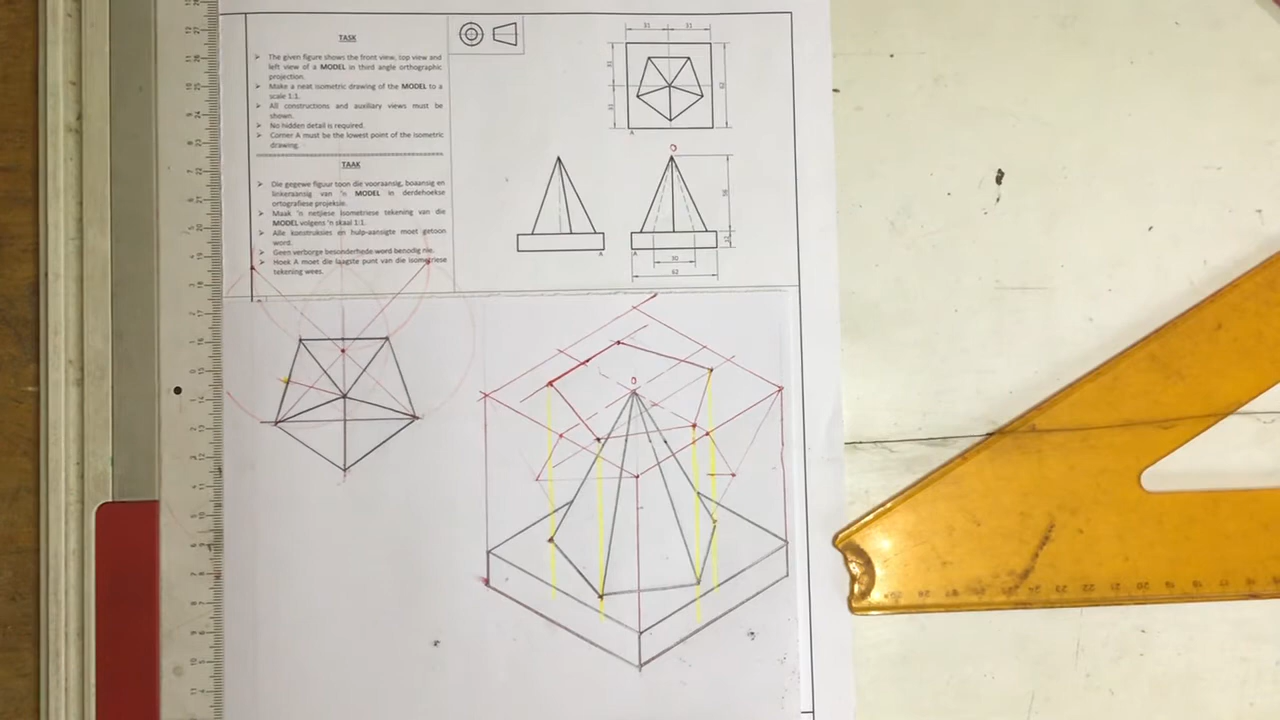 TASK
➢ The given figure shows the front view, top view and
left view of a MODEL in third angle orthographic
projection.
➢ Make a neat isometric drawing of the MODEL to a
scale 1:1.
➢ All constructions and auxiliary views must be
shown.
➢ No hidden detail is required.
➢ Corner A must be the lowest point of the isometric
drawing.
TAAK
➢ Die gegewe figuur toon die vooraansig, boaansig en
linkeraansig van 'n MODEL in derdehoekse
ortografiese projeksie.
➢ Maak 'n netjiese isometriese tekening van die
MODEL volgens 'n skaal 1:1.
➢ Alle konstruksies en hulp-aansigte moet getoon
word.
➢ Geen verborge besonderhede word benodig nie.
➢ Hoek A moet die laagste punt van die isometriese
tekening wees.
31 31
31
62
31
A
O
56
A
A
12
30
62
O